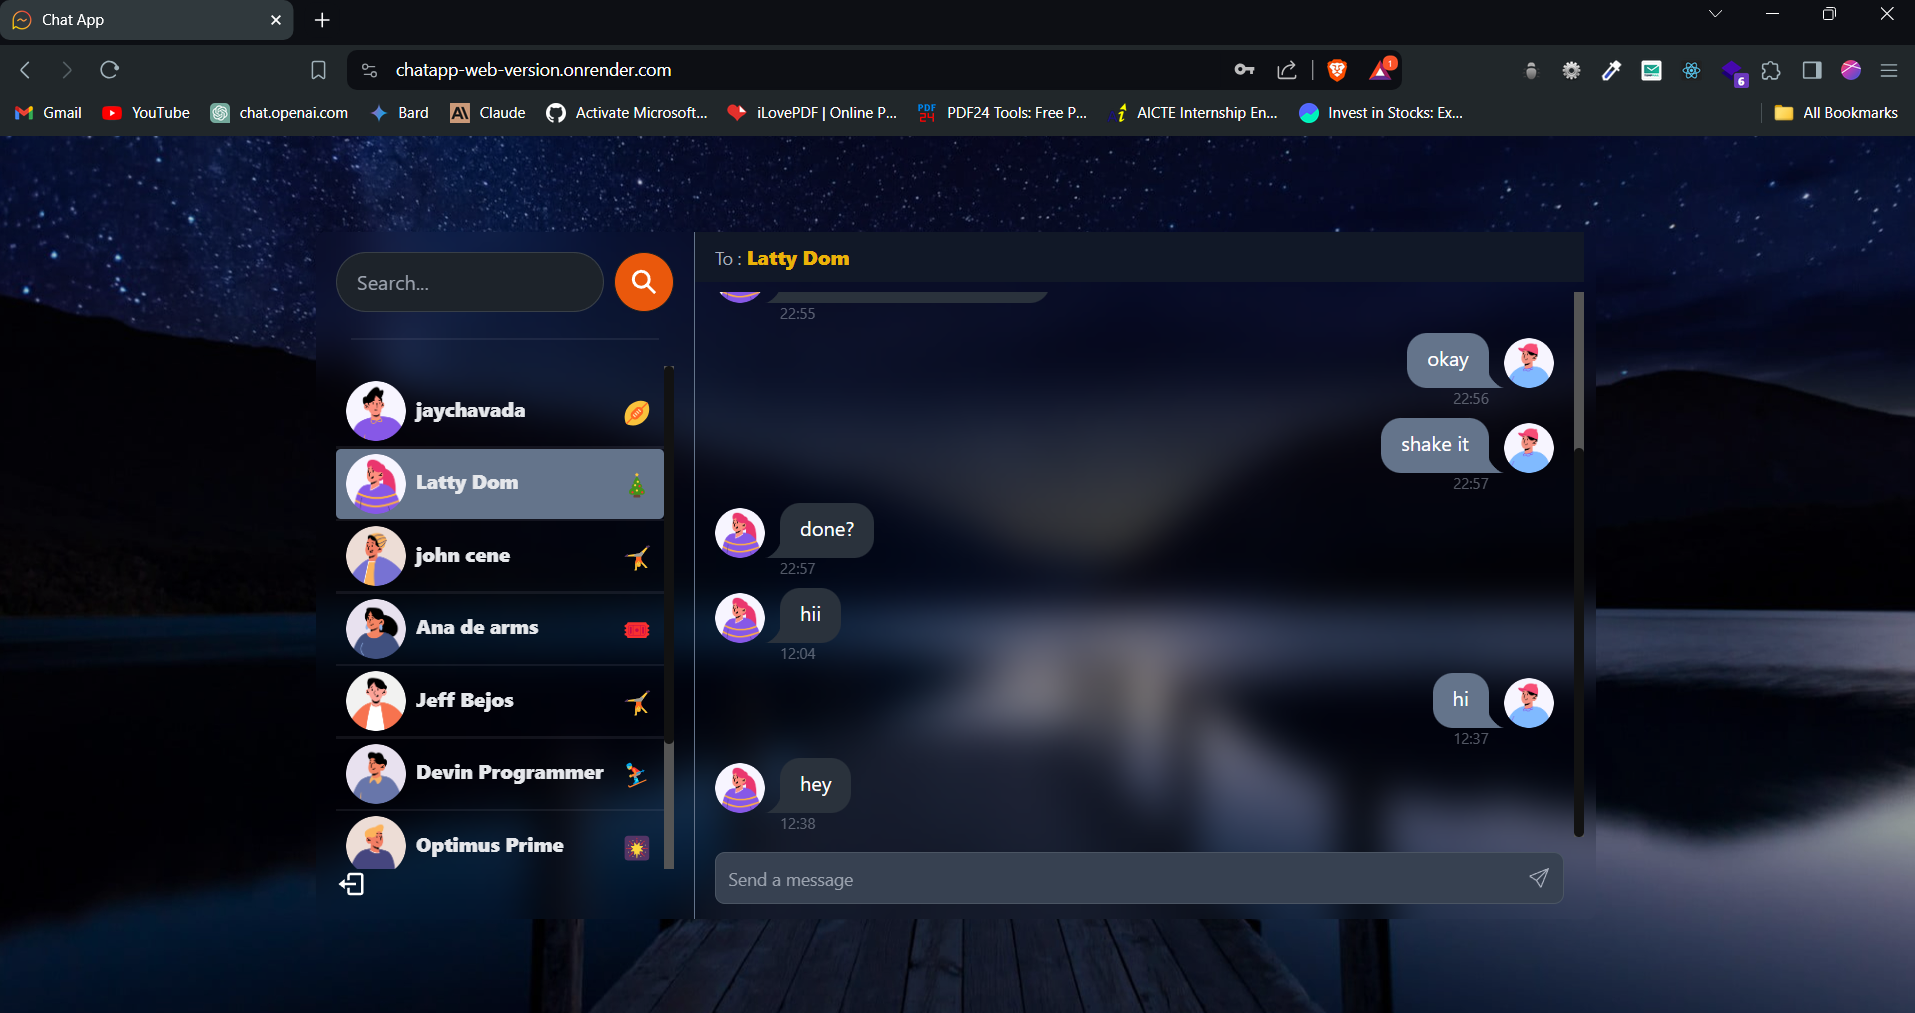 Chat App
chatapp-web-version.onrender.com
1
6
Gmail
YouTube
chat.openai.com
Bard
Claude
Activate Microsoft...
iLovePDF | Online P...
PDF24 Tools: Free P...
AICTE Internship En...
Invest in Stocks: Ex...
All Bookmarks
Search...
jaychavada
Latty Dom
john cene
Ana de arms
Jeff Bejos
Devin Programmer
Optimus Prime
To : Latty Dom
22:55
okay
22:56
shake it
22:57
done?
22:57
hii
12:04
hi
12:37
hey
12:38
Send a message